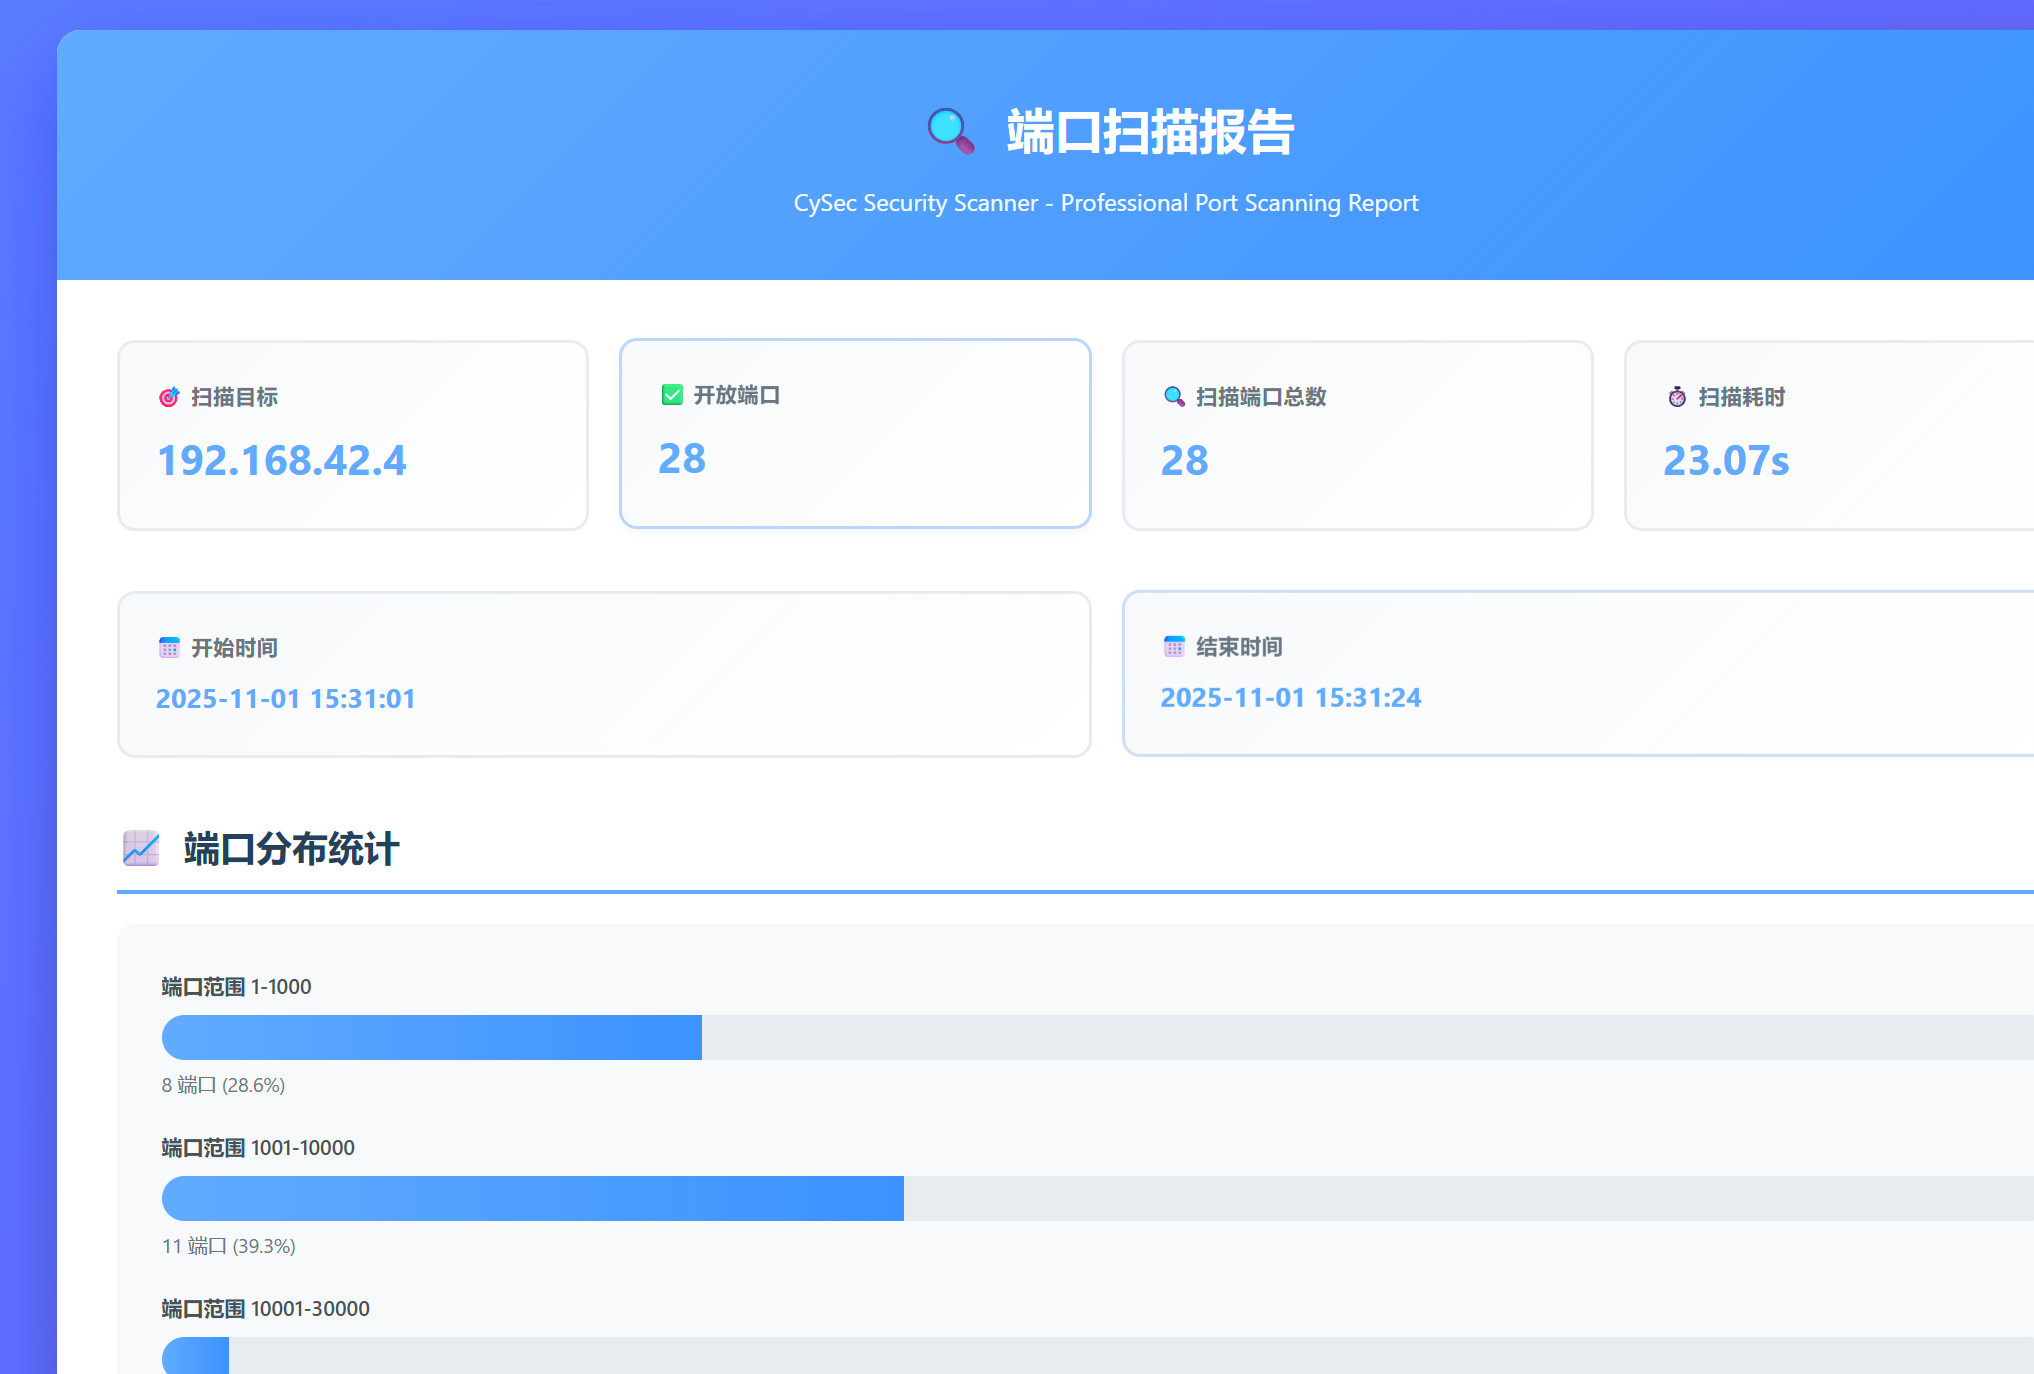 端口扫描报告
CySec Security Scanner - Professional Port Scanning Report
扫描目标
192.168.42.4
开放端口
28
扫描端口总数
28
扫描耗时
23.07s
开始时间
2025-11-01 15:31:01
结束时间
2025-11-01 15:31:24
端口分布统计
端口范围 1-1000
8 端口 (28.6%)
端口范围 1001-10000
11 端口 (39.3%)
端口范围 10001-30000